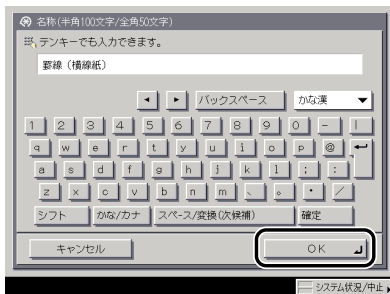 名称(半角100文字/全角50文字)
テンキーでも入力できます。
罫線（横線紙）
◄ ► バックスペース かな漢 ▼
1 2 3 4 5 6 7 8 9 0 - |
q w e r t y u i o p @
a s d f g h j k l ; :
z x c v b n m 、 。 ・ /
シフト かな/カナ スペース/変換(次候補) 確定
キャンセル OK
システム状況/中止